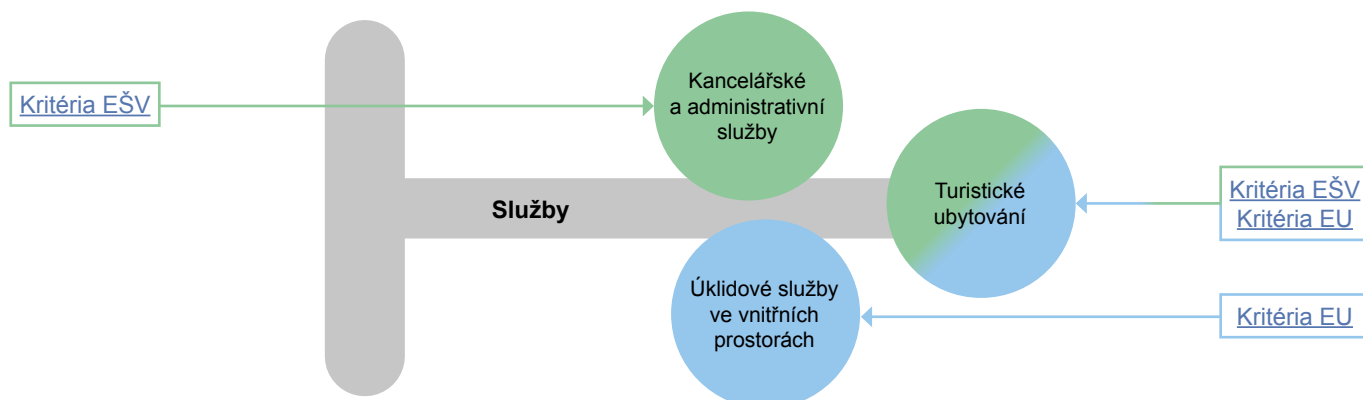 Kritéria EŠV
Kancelářské
a administrativní
služby
Služby
Turistické
ubytování
Kritéria EŠV
Kritéria EU
Úklidové služby
ve vnitřních
prostorách
Kritéria EU